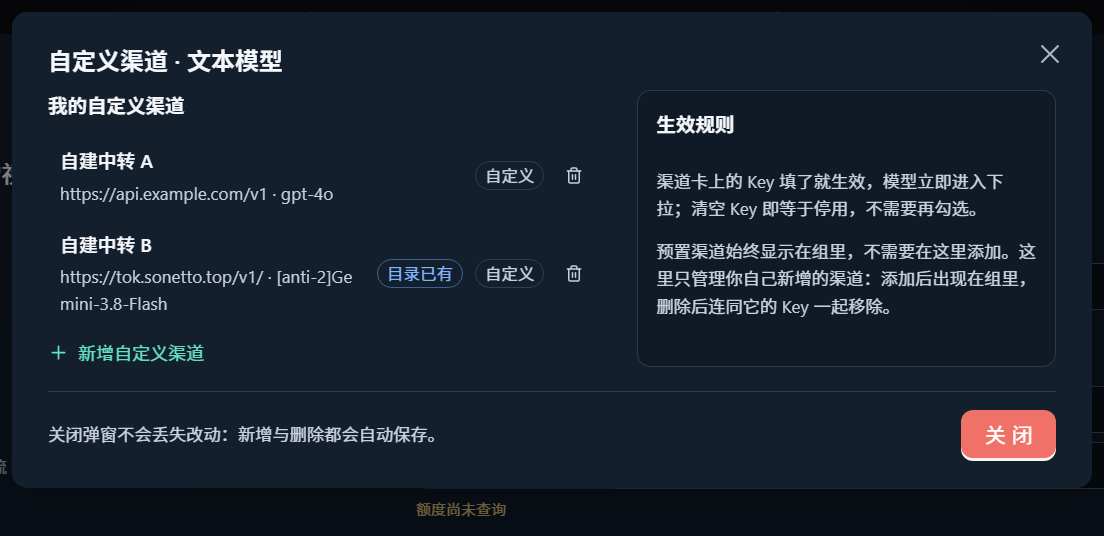 自定义渠道 · 文本模型
我的自定义渠道
自建中转 A
https://api.example.com/v1 · gpt-4o
自定义
自建中转 B
https://tok.sonetto.top/v1/ · [anti-2]Ge
mini-3.8-Flash
目录已有
自定义
新增自定义渠道
生效规则
渠道卡上的 Key 填了就生效，模型立即进入下
拉；清空 Key 即等于停用，不需要再勾选。
预置渠道始终显示在组里，不需要在这里添加。这
里只管理你自己新增的渠道：添加后出现在组里，
删除后连同它的 Key 一起移除。
关闭弹窗不会丢失改动：新增与删除都会自动保存。
关 闭
额度尚未查询